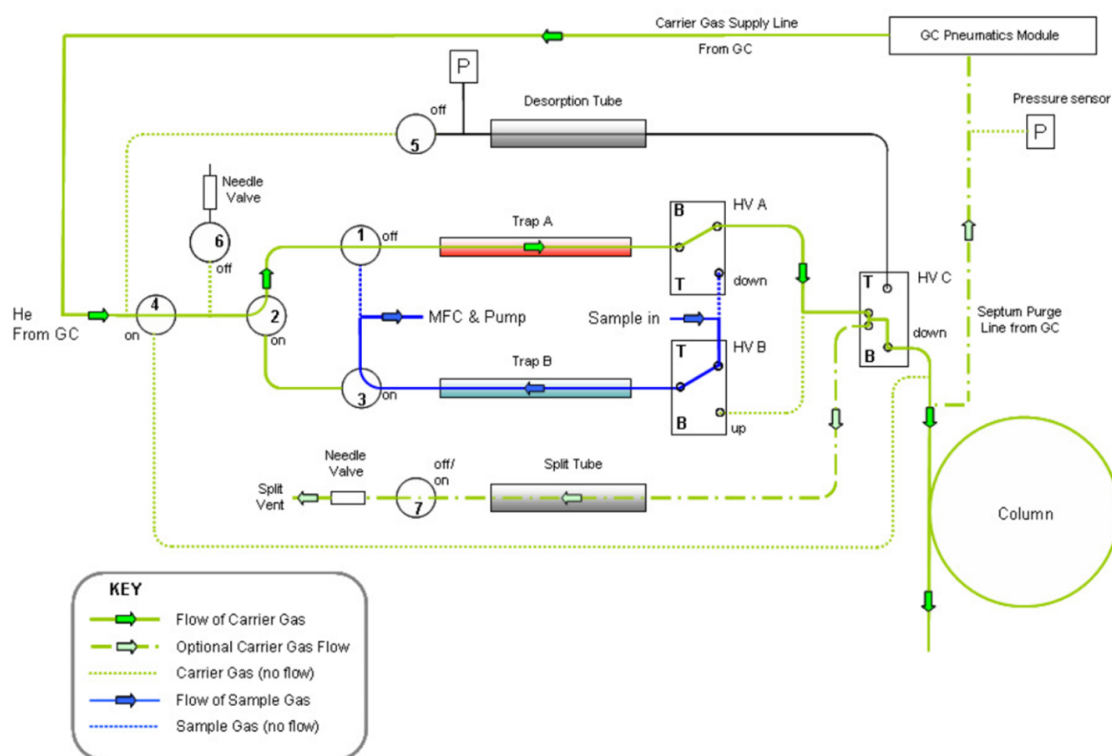 Carrier Gas Supply Line
From GC
GC Pneumatics Module
P
off
Desorption Tube
Pressure sensor
P
5
Needle
Valve
6
off
1
off
Trap A
B
HV A
T
down
He
From GC
4
on
2
on
MFC & Pump
Sample in
T
HV C
down
B
Septum Purge
Line from GC
3
on
Trap B
T
HV B
B
up
Needle
Valve
off/
on
Split Tube
Split
Vent
7
Column
KEY
Flow of Carrier Gas
Optional Carrier Gas Flow
Carrier Gas (no flow)
Flow of Sample Gas
Sample Gas (no flow)